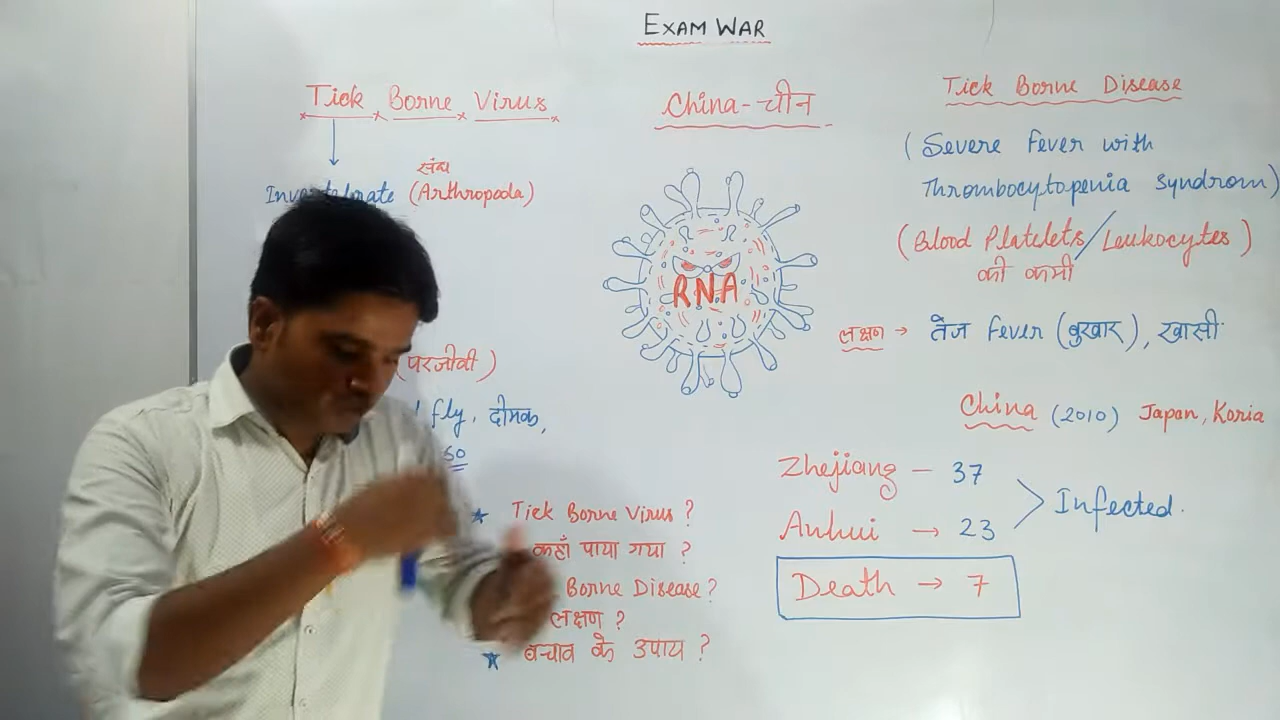 EXAM WAR
Tick Borne Virus
संघ
(Arthropoda)
(परजीवी)
fly, दीमक,
50
★ Tick Borne Virus ?
कहाँ पाया गया ?
Borne Disease ?
लक्षण ?
★ बचाव के उपाय ?
China - चीन
RNA
Tick Borne Disease
(Severe Fever with
Thrombocytopenia Syndrom)
(Blood Platelets/Leukocytes)
की कमी
लक्षण → तेज Fever (बुखार), खासी
China (2010) Japan, Koria
Zhejiang – 37
Anhui → 23
Infected.
Death → 7